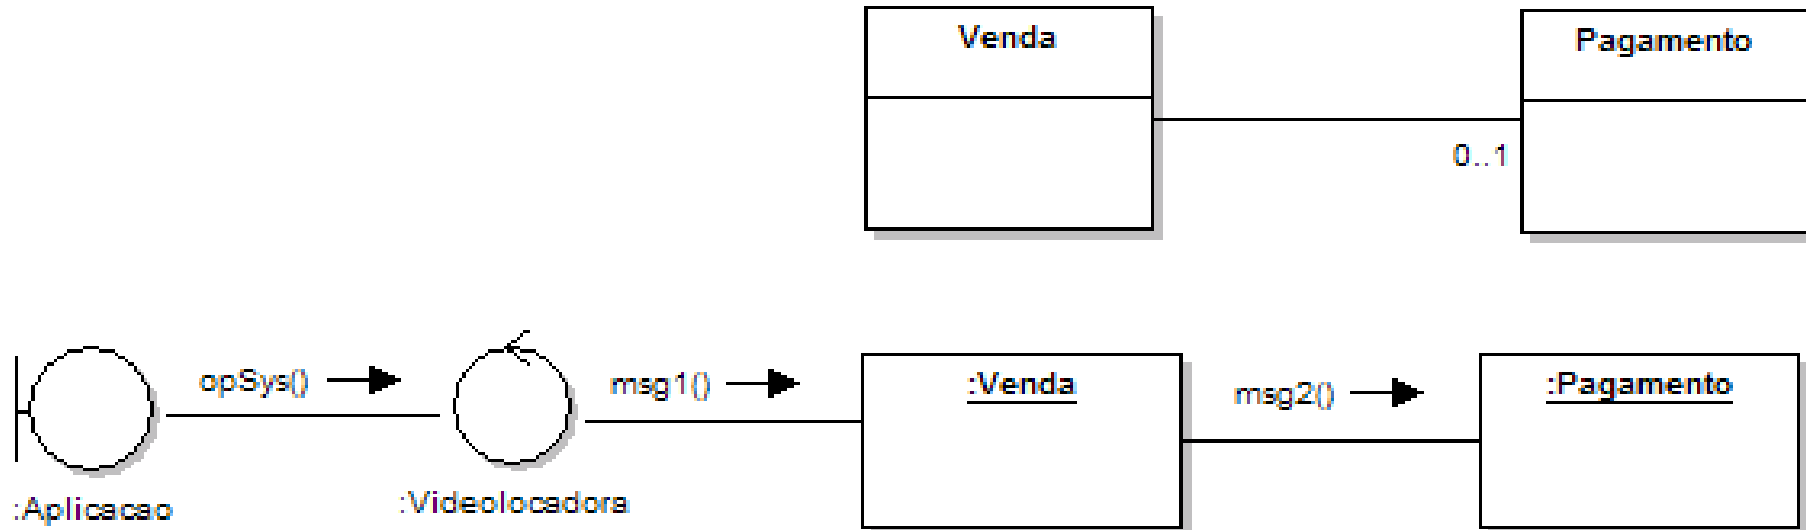 Venda
Pagamento
0..1
opSys()
msg1()
:Venda
msg2()
:Pagamento
:Aplicacao
:Videolocadora